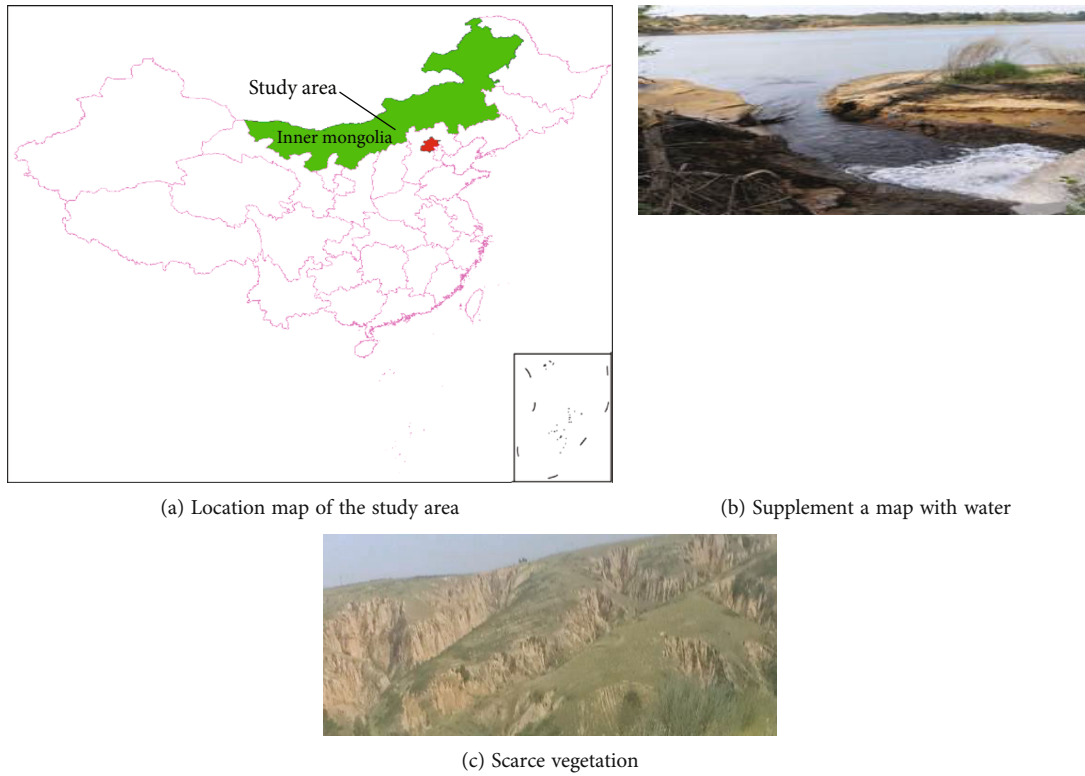 Study area
Inner mongolia
(a) Location map of the study area
(b) Supplement a map with water
(c) Scarce vegetation